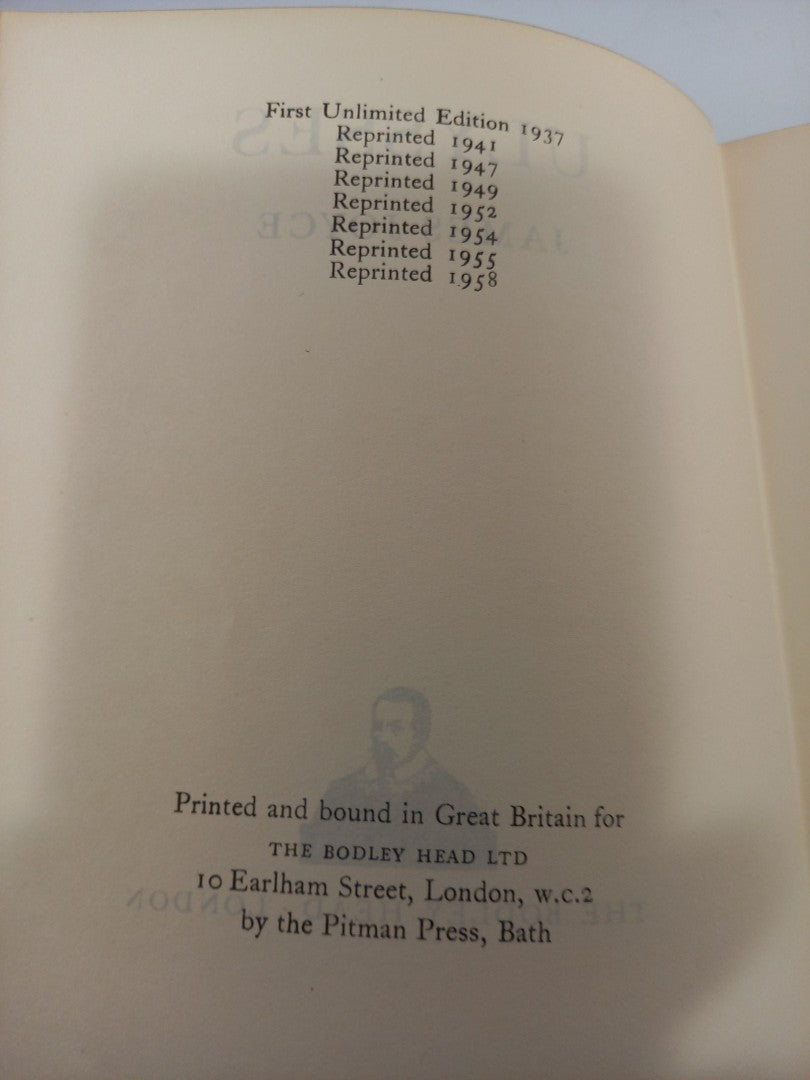 First Unlimited Edition 1937
Reprinted 1941
Reprinted 1947
Reprinted 1949
Reprinted 1952
Reprinted 1954
Reprinted 1955
Reprinted 1958
Printed and bound in Great Britain for
THE BODLEY HEAD LTD
10 Earlham Street, London, W.C.2
by the Pitman Press, Bath